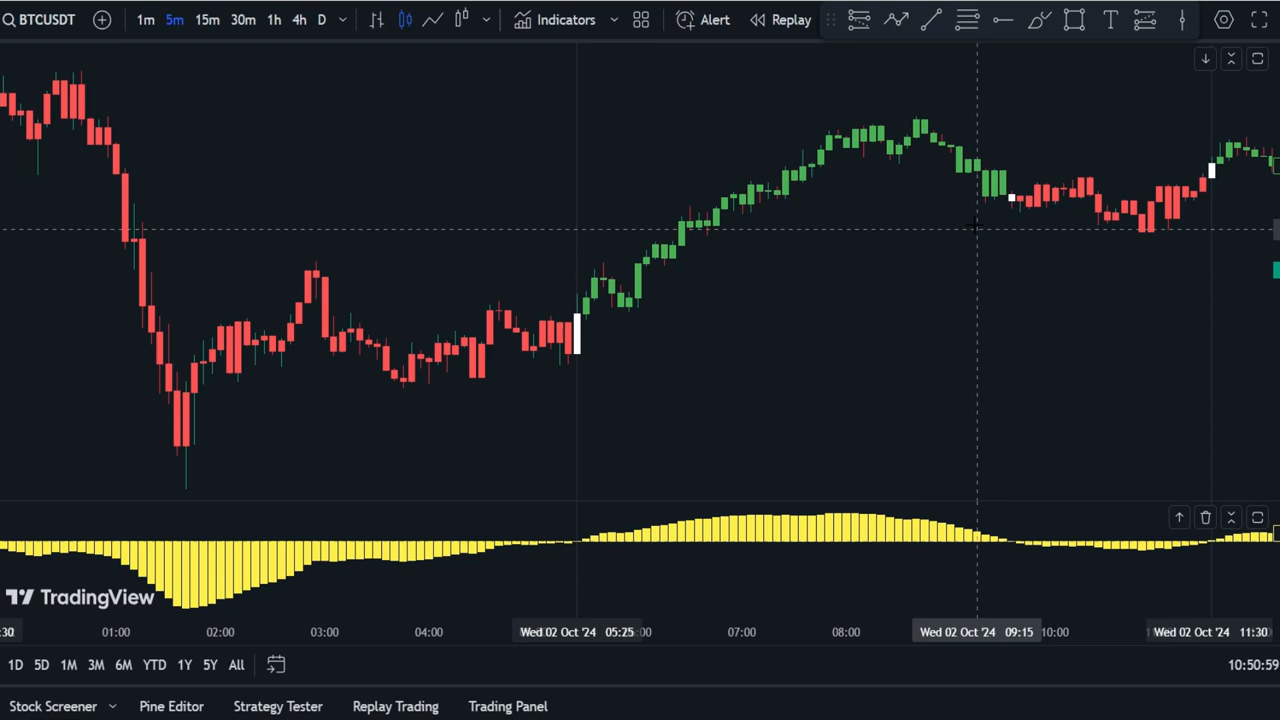 BTCUSDT 1m 5m 15m 30m 1h 4h D Indicators Alert Replay T
TradingView
:30 01:00 02:00 03:00 04:00 Wed 02 Oct '24 05:25 :00 07:00 08:00 Wed 02 Oct '24 09:15 10:00 Wed 02 Oct '24 11:30
1D 5D 1M 3M 6M YTD 1Y 5Y All 10:50:59
Stock Screener Pine Editor Strategy Tester Replay Trading Trading Panel